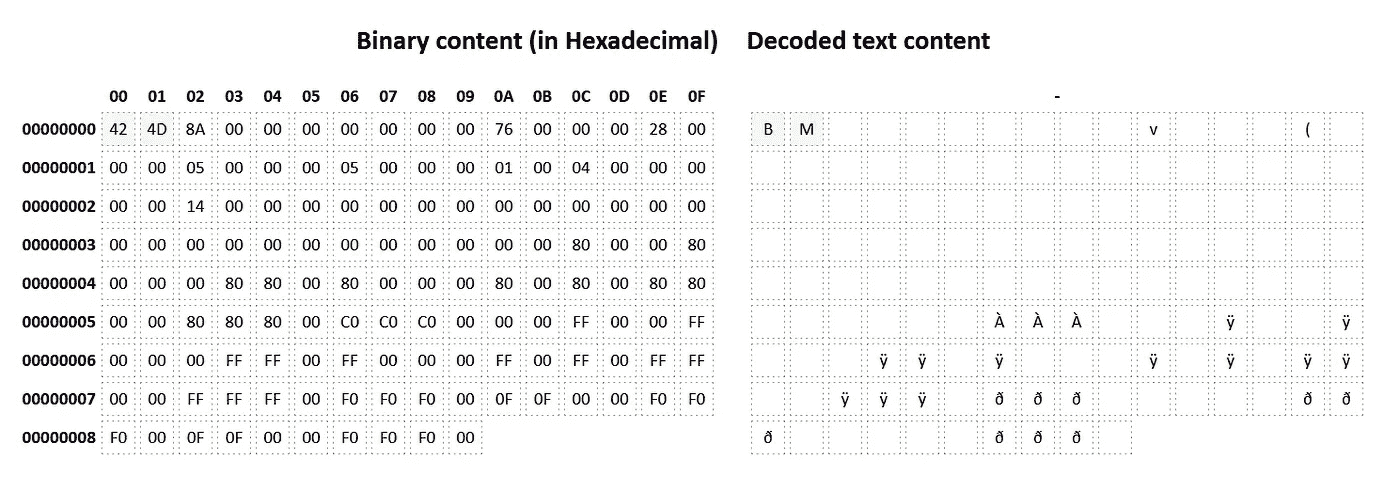 Binary content (in Hexadecimal) Decoded text content
00 01 02 03 04 05 06 07 08 09 0A 0B 0C 0D 0E 0F -
00000000 42 4D 8A 00 00 00 00 00 00 00 76 00 00 00 28 00 B M v (
00000001 00 00 05 00 00 00 05 00 00 00 01 00 04 00 00 00
00000002 00 00 14 00 00 00 00 00 00 00 00 00 00 00 00 00
00000003 00 00 00 00 00 00 00 00 00 00 00 00 80 00 00 80
00000004 00 00 00 80 80 00 80 00 00 00 80 00 80 00 80 80
00000005 00 00 80 80 80 00 C0 C0 C0 00 00 00 FF 00 00 FF À À À ÿ ÿ
00000006 00 00 00 FF FF 00 FF 00 00 00 FF 00 FF 00 FF FF ÿ ÿ ÿ ÿ ÿ ÿ ÿ
00000007 00 00 FF FF FF 00 F0 F0 F0 00 0F 0F 00 00 F0 F0 ÿ ÿ ÿ ð ð ð ð ð
00000008 F0 00 0F 0F 00 00 F0 F0 F0 00 ð ð ð ð